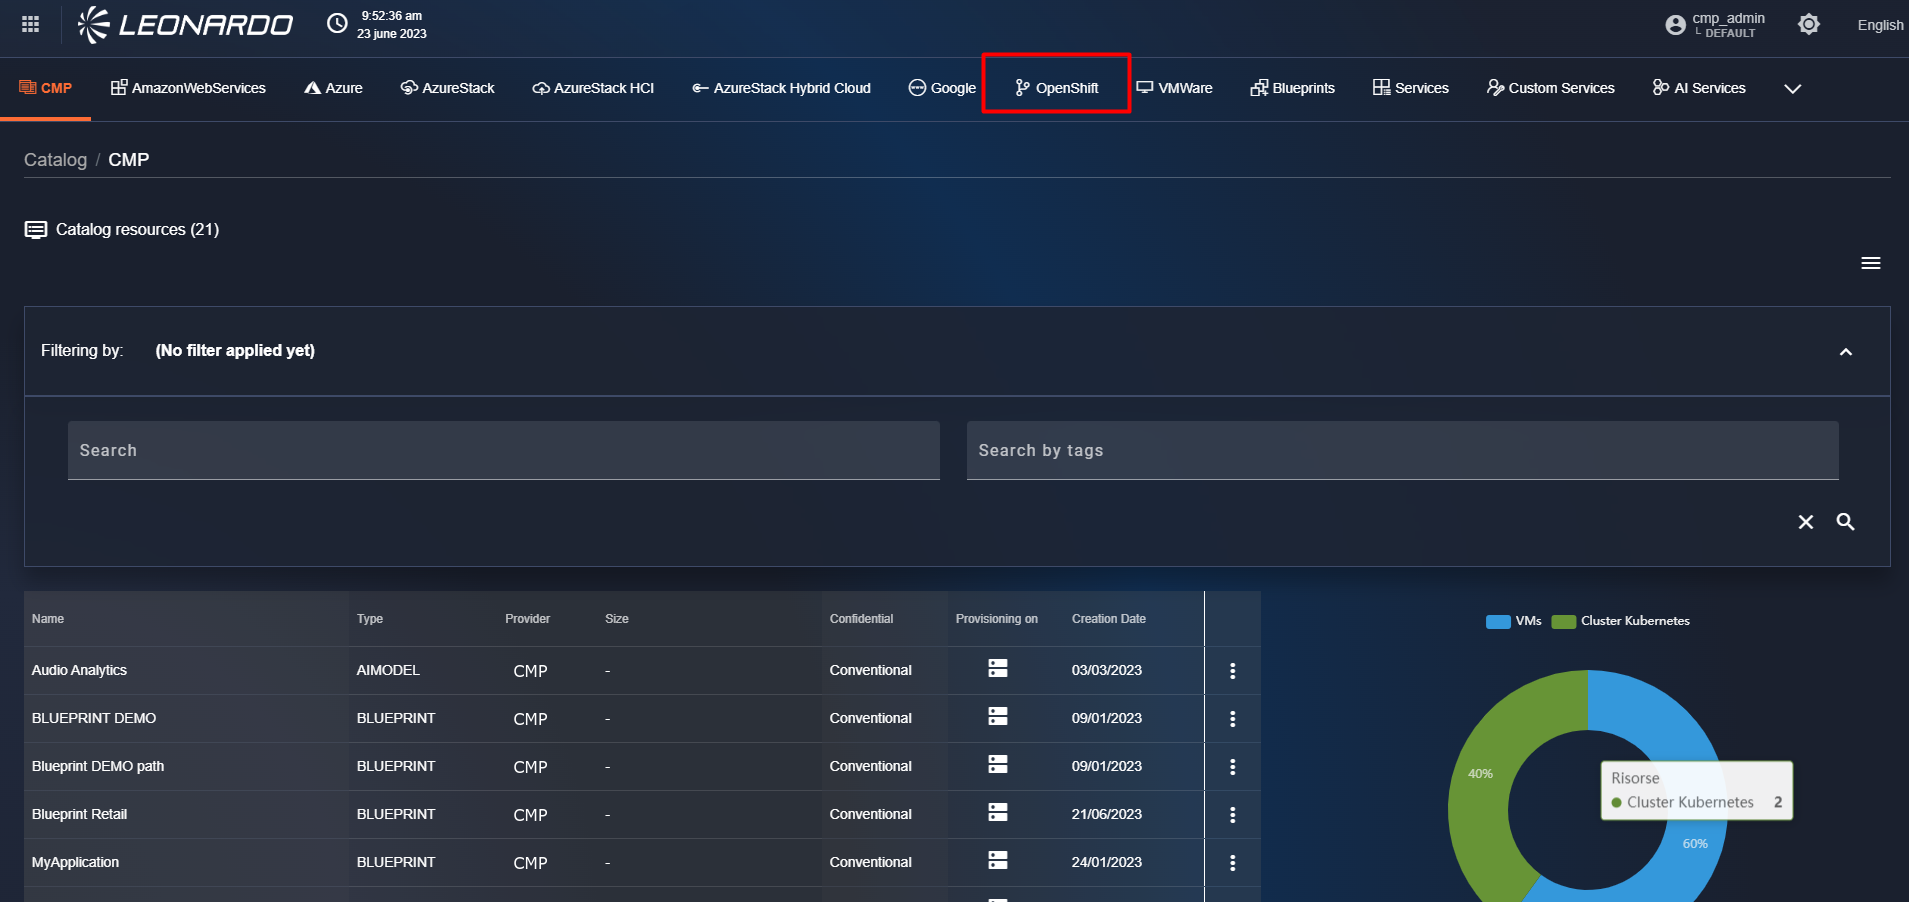 LEONARDO
9:52:36 am
23 june 2023
cmp_admin
└ DEFAULT
English
CMP
AmazonWebServices
Azure
AzureStack
AzureStack HCI
AzureStack Hybrid Cloud
Google
OpenShift
VMWare
Blueprints
Services
Custom Services
AI Services
Catalog / CMP
Catalog resources (21)
Filtering by: (No filter applied yet)
Search
Search by tags
Name Type Provider Size Confidential Provisioning on Creation Date
Audio Analytics AIMODEL CMP - Conventional 03/03/2023
BLUEPRINT DEMO BLUEPRINT CMP - Conventional 09/01/2023
Blueprint DEMO path BLUEPRINT CMP - Conventional 09/01/2023
Blueprint Retail BLUEPRINT CMP - Conventional 21/06/2023
MyApplication BLUEPRINT CMP - Conventional 24/01/2023
VMs Cluster Kubernetes
40%
Risorse
Cluster Kubernetes 2
60%